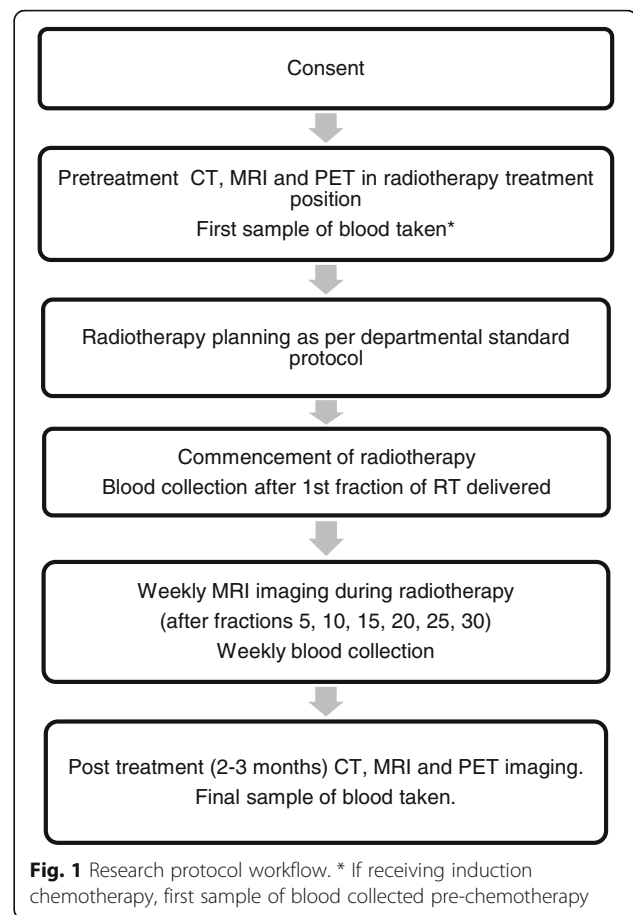 Consent
Pretreatment CT, MRI and PET in radiotherapy treatment
position
First sample of blood taken*
Radiotherapy planning as per departmental standard
protocol
Commencement of radiotherapy
Blood collection after 1st fraction of RT delivered
Weekly MRI imaging during radiotherapy
(after fractions 5, 10, 15, 20, 25, 30)
Weekly blood collection
Post treatment (2-3 months) CT, MRI and PET imaging.
Final sample of blood taken.
Fig. 1 Research protocol workflow. * If receiving induction
chemotherapy, first sample of blood collected pre-chemotherapy